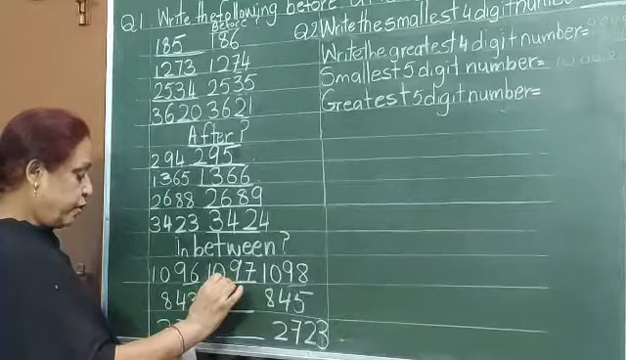 Q1 Write the following before
Before?
185 186
1273 1274
2534 2535
3620 3621
After?
294 295
1365 1366
2688 2689
3423 3424
In between?
1096 1097 1098
843 845
2723
Q2 Write the smallest 4 digit number
Write the greatest 4 digit number=
Smallest 5 digit number=
Greatest 5 digit number=